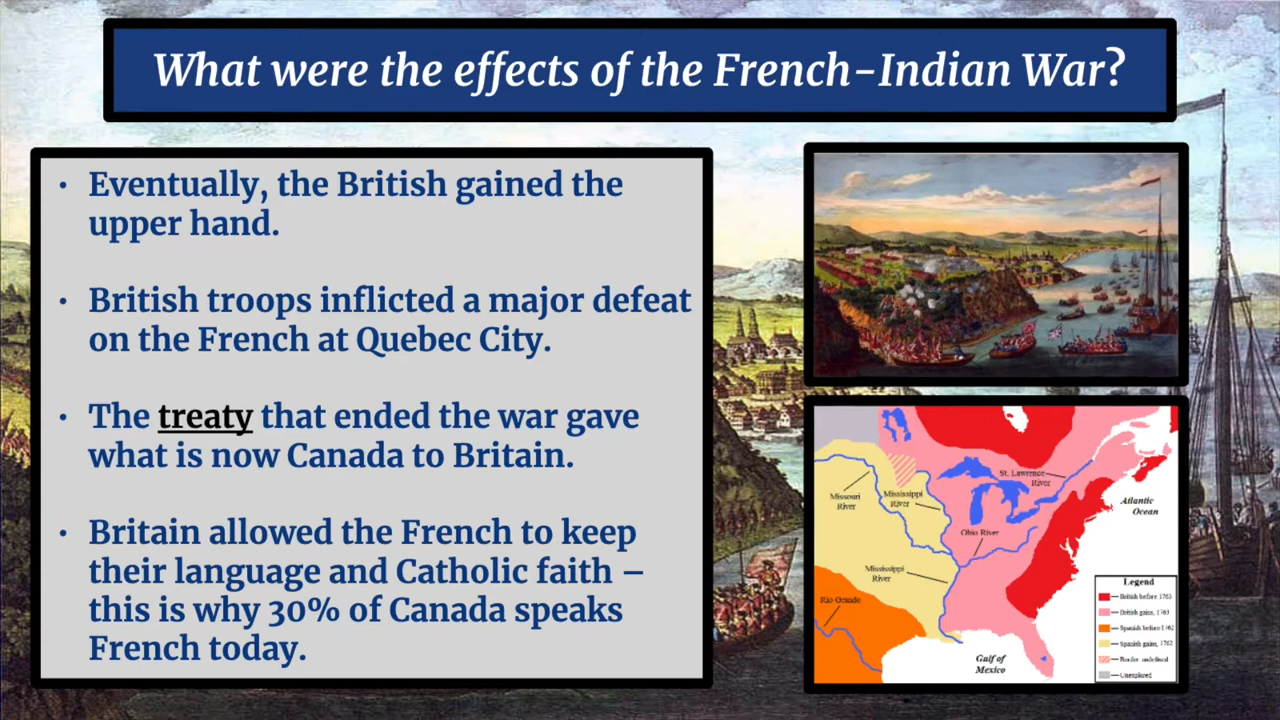 What were the effects of the French-Indian War?
• Eventually, the British gained the
upper hand.
• British troops inflicted a major defeat
on the French at Quebec City.
• The treaty that ended the war gave
what is now Canada to Britain.
• Britain allowed the French to keep
their language and Catholic faith –
this is why 30% of Canada speaks
French today.
St. Lawrence
River
Missouri
River
Mississippi
River
Atlantic
Ocean
Ohio River
Mississippi
River
Rio Grande
Gulf of
Mexico
Legend
British before 1763
British gains, 1763
Spanish before 1762
Spanish gains, 1762
Border undefined
Unexplored